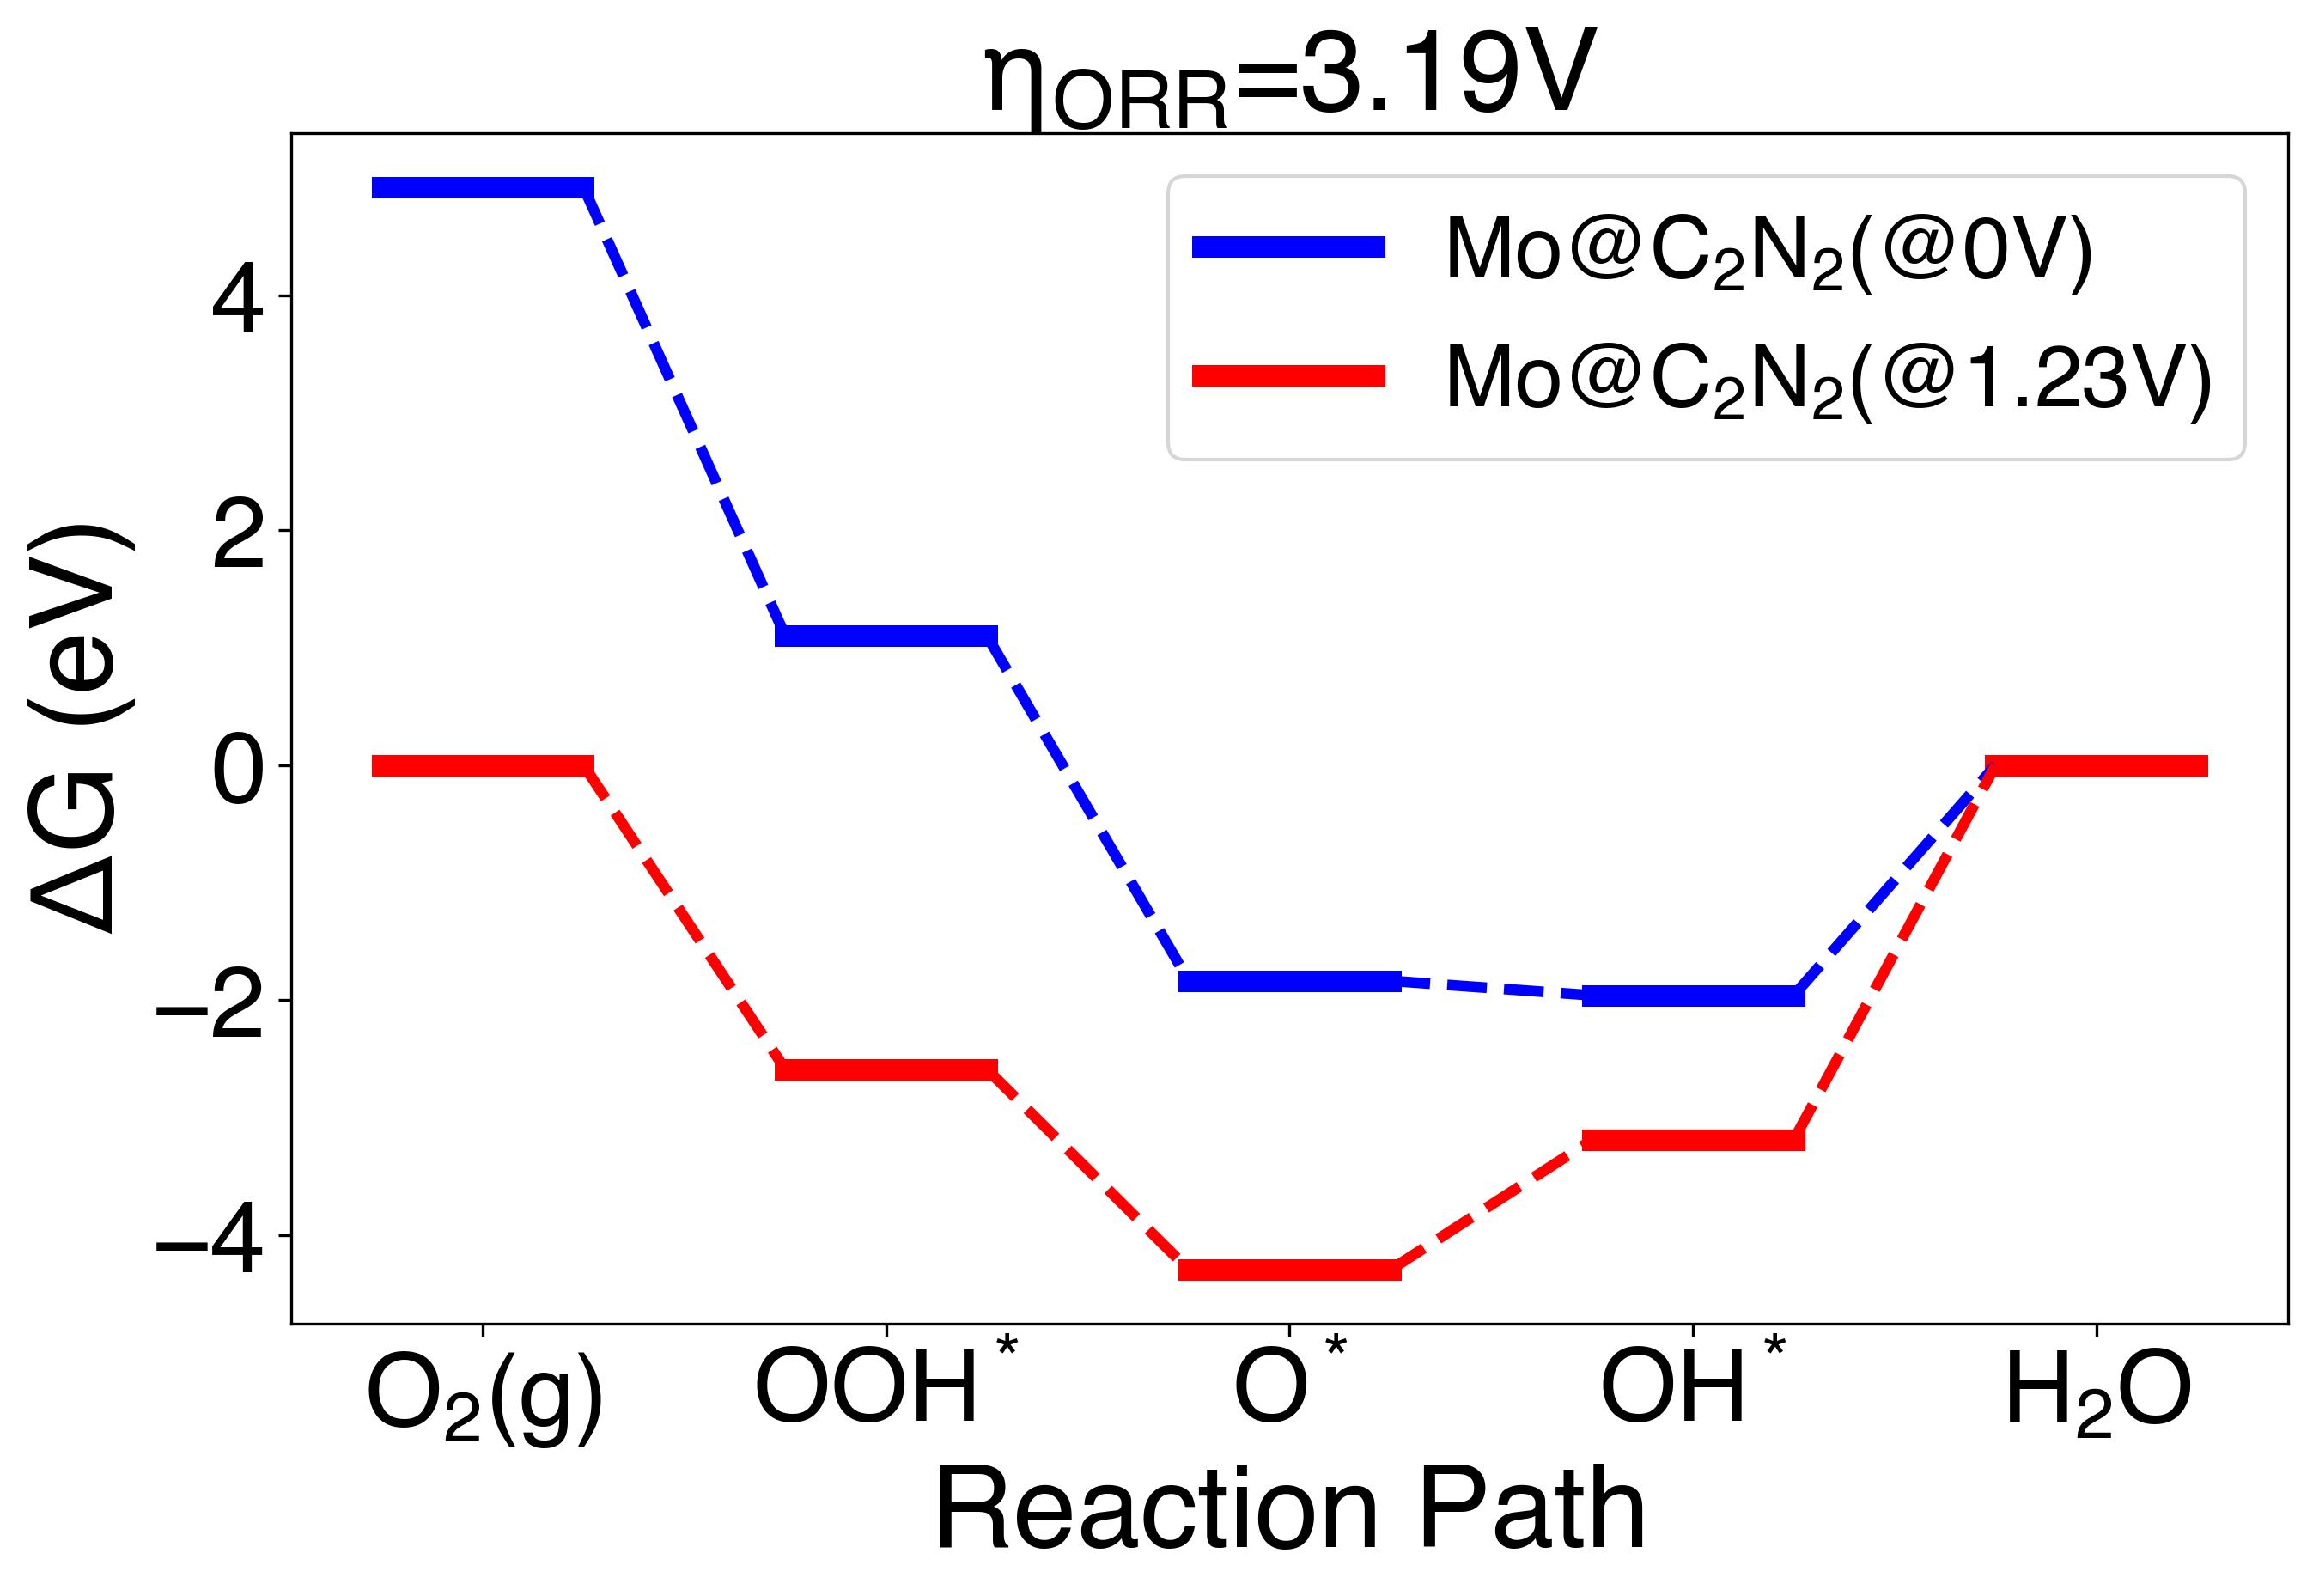 η_ORR=3.19V
Mo@C₂N₂(@0V)
Mo@C₂N₂(@1.23V)
ΔG (eV)
4
2
0
−2
−4
O₂(g) OOH* O* OH* H₂O
Reaction Path